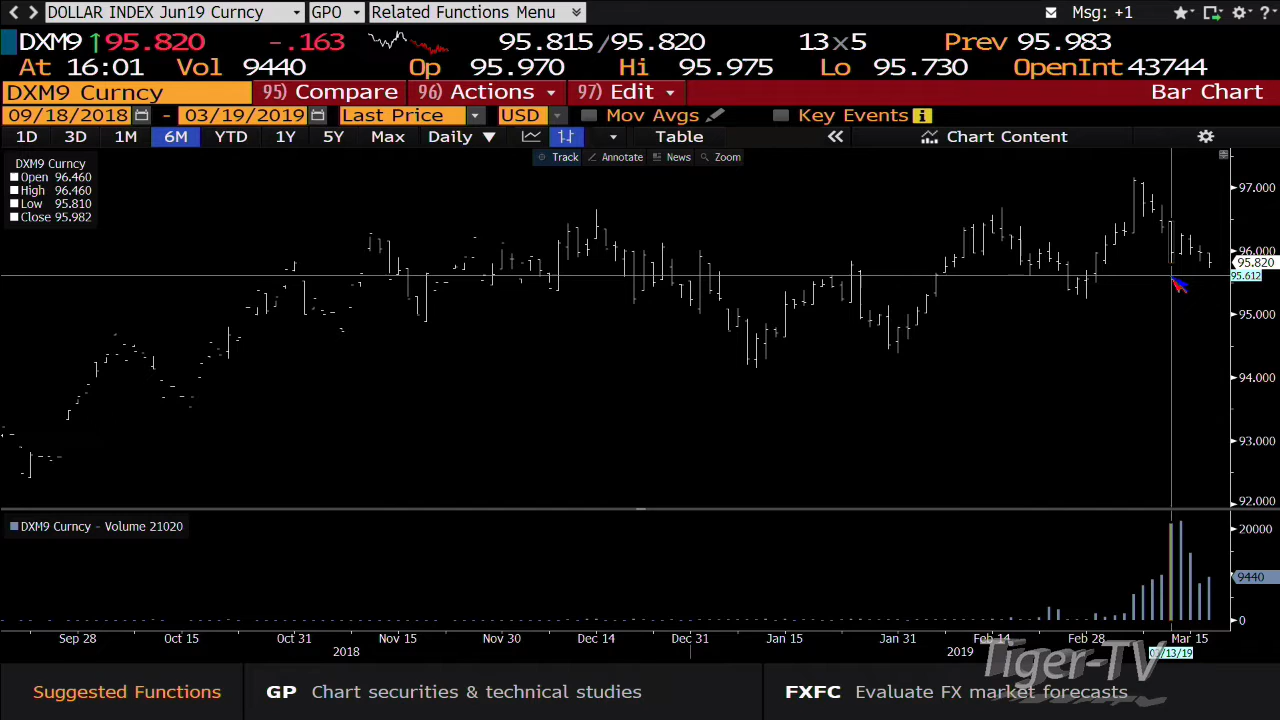 DOLLAR INDEX Jun19 Curncy GPO Related Functions Menu Msg: +1 ?
DXM9 ↑95.820 -.163 95.815/95.820 13x5 Prev 95.983
At 16:01 Vol 9440 Op 95.970 Hi 95.975 Lo 95.730 OpenInt 43744
DXM9 Curncy 95) Compare 96) Actions 97) Edit Bar Chart
09/18/2018 - 03/19/2019 Last Price USD Mov Avgs Key Events i
1D 3D 1M 6M YTD 1Y 5Y Max Daily ▼ Table « Chart Content
Track Annotate News Zoom
DXM9 Curncy
Open 96.460
High 96.460
Low 95.810
Close 95.982
97.000
96.000
95.820
95.612
95.000
94.000
93.000
92.000
DXM9 Curncy - Volume 21020
20000
9440
0
Sep 28 Oct 15 Oct 31 Nov 15 Nov 30 Dec 14 Dec 31 Jan 15 Jan 31 Feb 14 Feb 28 Mar 15
2018 2019 03/13/19
Tiger-TV
Suggested Functions GP Chart securities & technical studies FXFC Evaluate FX market forecasts